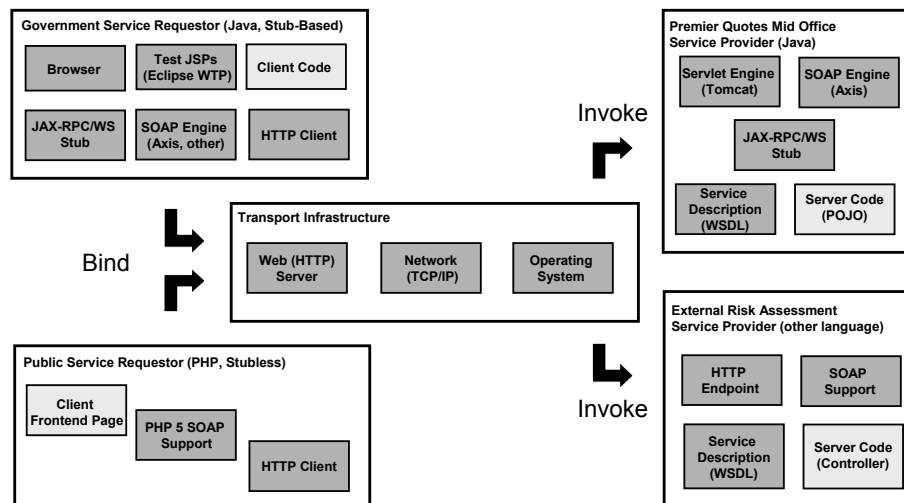 Government Service Requestor (Java, Stub-Based)
Browser
Test JSPs
(Eclipse WTP)
Client Code
JAX-RPC/WS
Stub
SOAP Engine
(Axis, other)
HTTP Client
Bind
Public Service Requestor (PHP, Stubless)
Client
Frontend Page
PHP 5 SOAP
Support
HTTP Client
Transport Infrastructure
Web (HTTP)
Server
Network
(TCP/IP)
Operating
System
Invoke
Premier Quotes Mid Office
Service Provider (Java)
Servlet Engine
(Tomcat)
SOAP Engine
(Axis)
JAX-RPC/WS
Stub
Service
Description
(WSDL)
Server Code
(POJO)
Invoke
External Risk Assessment
Service Provider (other language)
HTTP
Endpoint
SOAP
Support
Service
Description
(WSDL)
Server Code
(Controller)